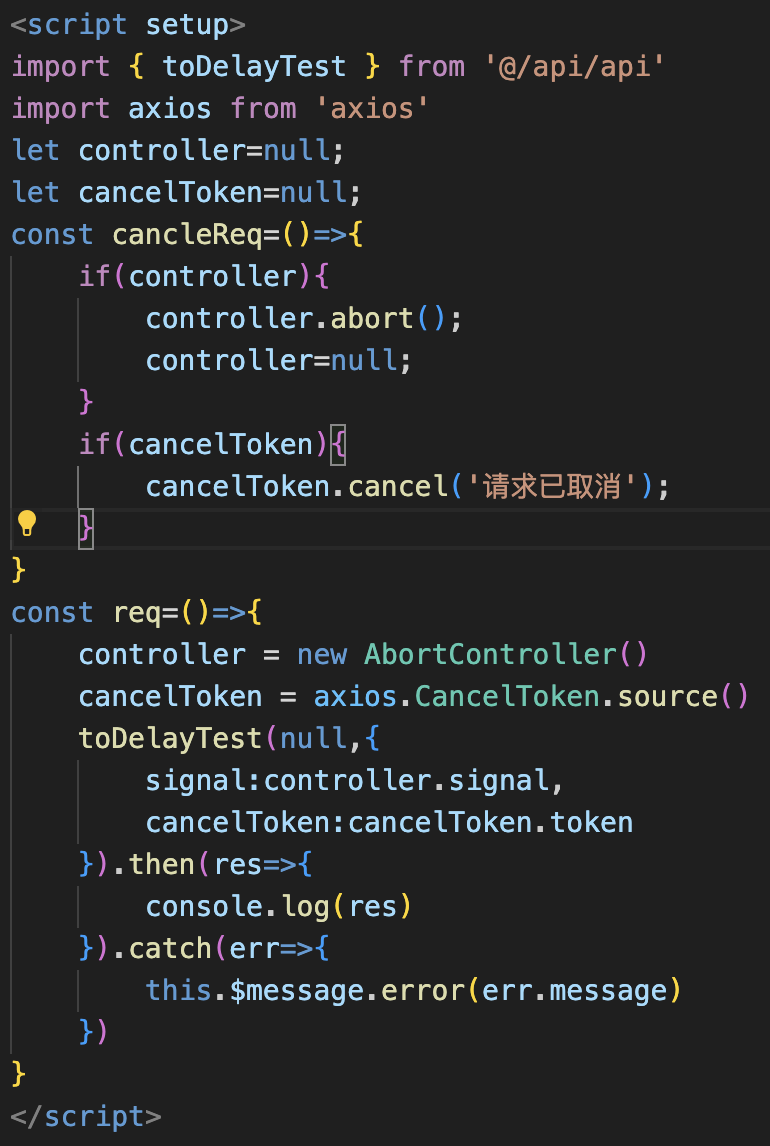 <script setup>
import { toDelayTest } from '@/api/api'
import axios from 'axios'
let controller=null;
let cancelToken=null;
const cancleReq=()=>{
    if(controller){
        controller.abort();
        controller=null;
    }
    if(cancelToken){
        cancelToken.cancel('请求已取消');
    }
}
const req=()=>{
    controller = new AbortController()
    cancelToken = axios.CancelToken.source()
    toDelayTest(null,{
        signal:controller.signal,
        cancelToken:cancelToken.token
    }).then(res=>{
        console.log(res)
    }).catch(err=>{
        this.$message.error(err.message)
    })
}
</script>